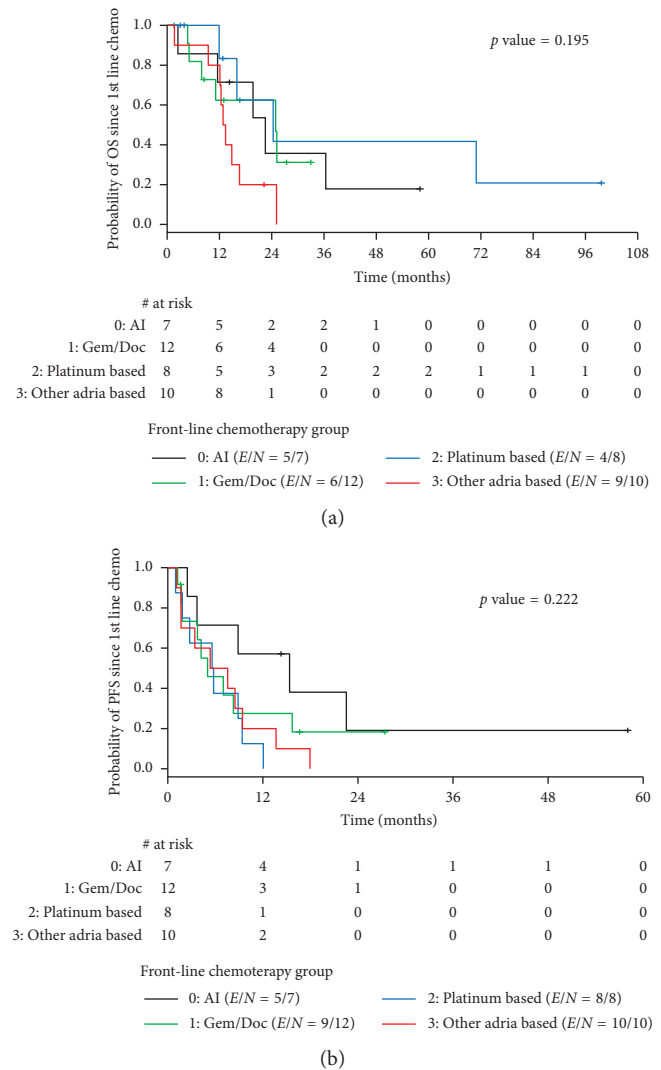 p value = 0.195
Probability of OS since 1st line chemo
1.0
0.8
0.6
0.4
0.2
0.0
0 12 24 36 48 60 72 84 96 108
Time (months)
# at risk
0: AI 7 5 2 2 1 0 0 0 0 0
1: Gem/Doc 12 6 4 0 0 0 0 0 0 0
2: Platinum based 8 5 3 2 2 2 1 1 1 0
3: Other adria based 10 8 1 0 0 0 0 0 0 0
Front-line chemotherapy group
0: AI (E/N = 5/7) 2: Platinum based (E/N = 4/8)
1: Gem/Doc (E/N = 6/12) 3: Other adria based (E/N = 9/10)
(a)
p value = 0.222
Probability of PFS since 1st line chemo
1.0
0.8
0.6
0.4
0.2
0.0
0 12 24 36 48 60
Time (months)
# at risk
0: AI 7 4 1 1 1 0
1: Gem/Doc 12 3 1 0 0 0
2: Platinum based 8 1 0 0 0 0
3: Other adria based 10 2 0 0 0 0
Front-line chemoterapy group
0: AI (E/N = 5/7) 2: Platinum based (E/N = 8/8)
1: Gem/Doc (E/N = 9/12) 3: Other adria based (E/N = 10/10)
(b)